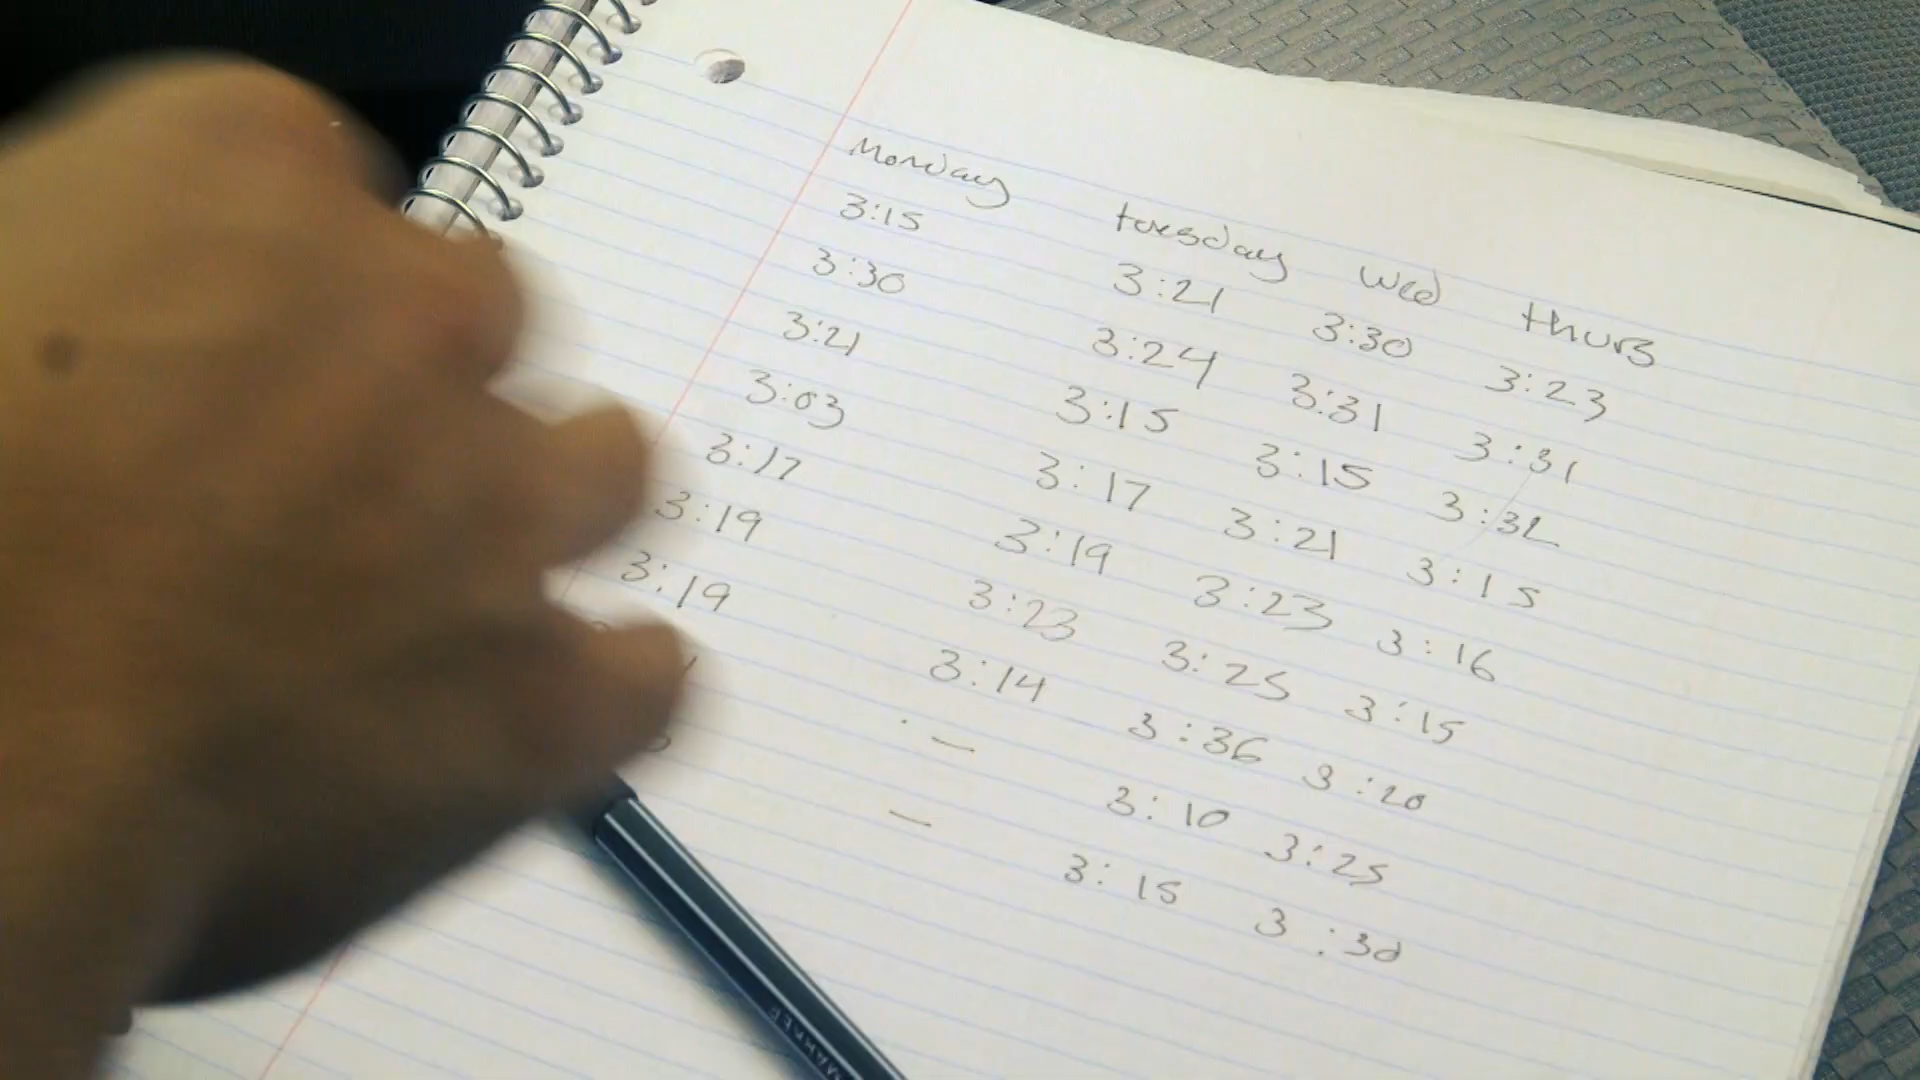 Monday tuesday wed thurs
3:15 3:21 3:30 3:23
3:30 3:24 3:31 3:31
3:21 3:15 3:15 3:32
3:03 3:17 3:21 3:15
3:17 3:19 3:23 3:16
3:19 3:23 3:25 3:15
3:19 3:14 3:36 3:20
— 3:10 3:25
— 3:15 3:30
MARKER